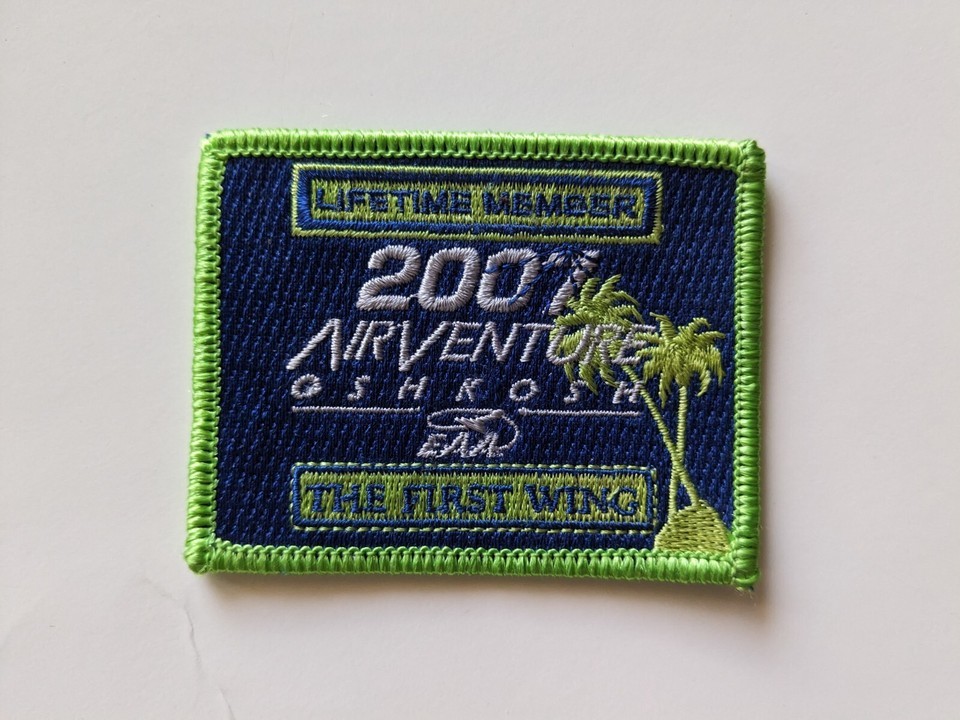 LIFETIME MEMBER
2007
AIRVENTURE
OSHKOSH
EAA
THE FIRST WING